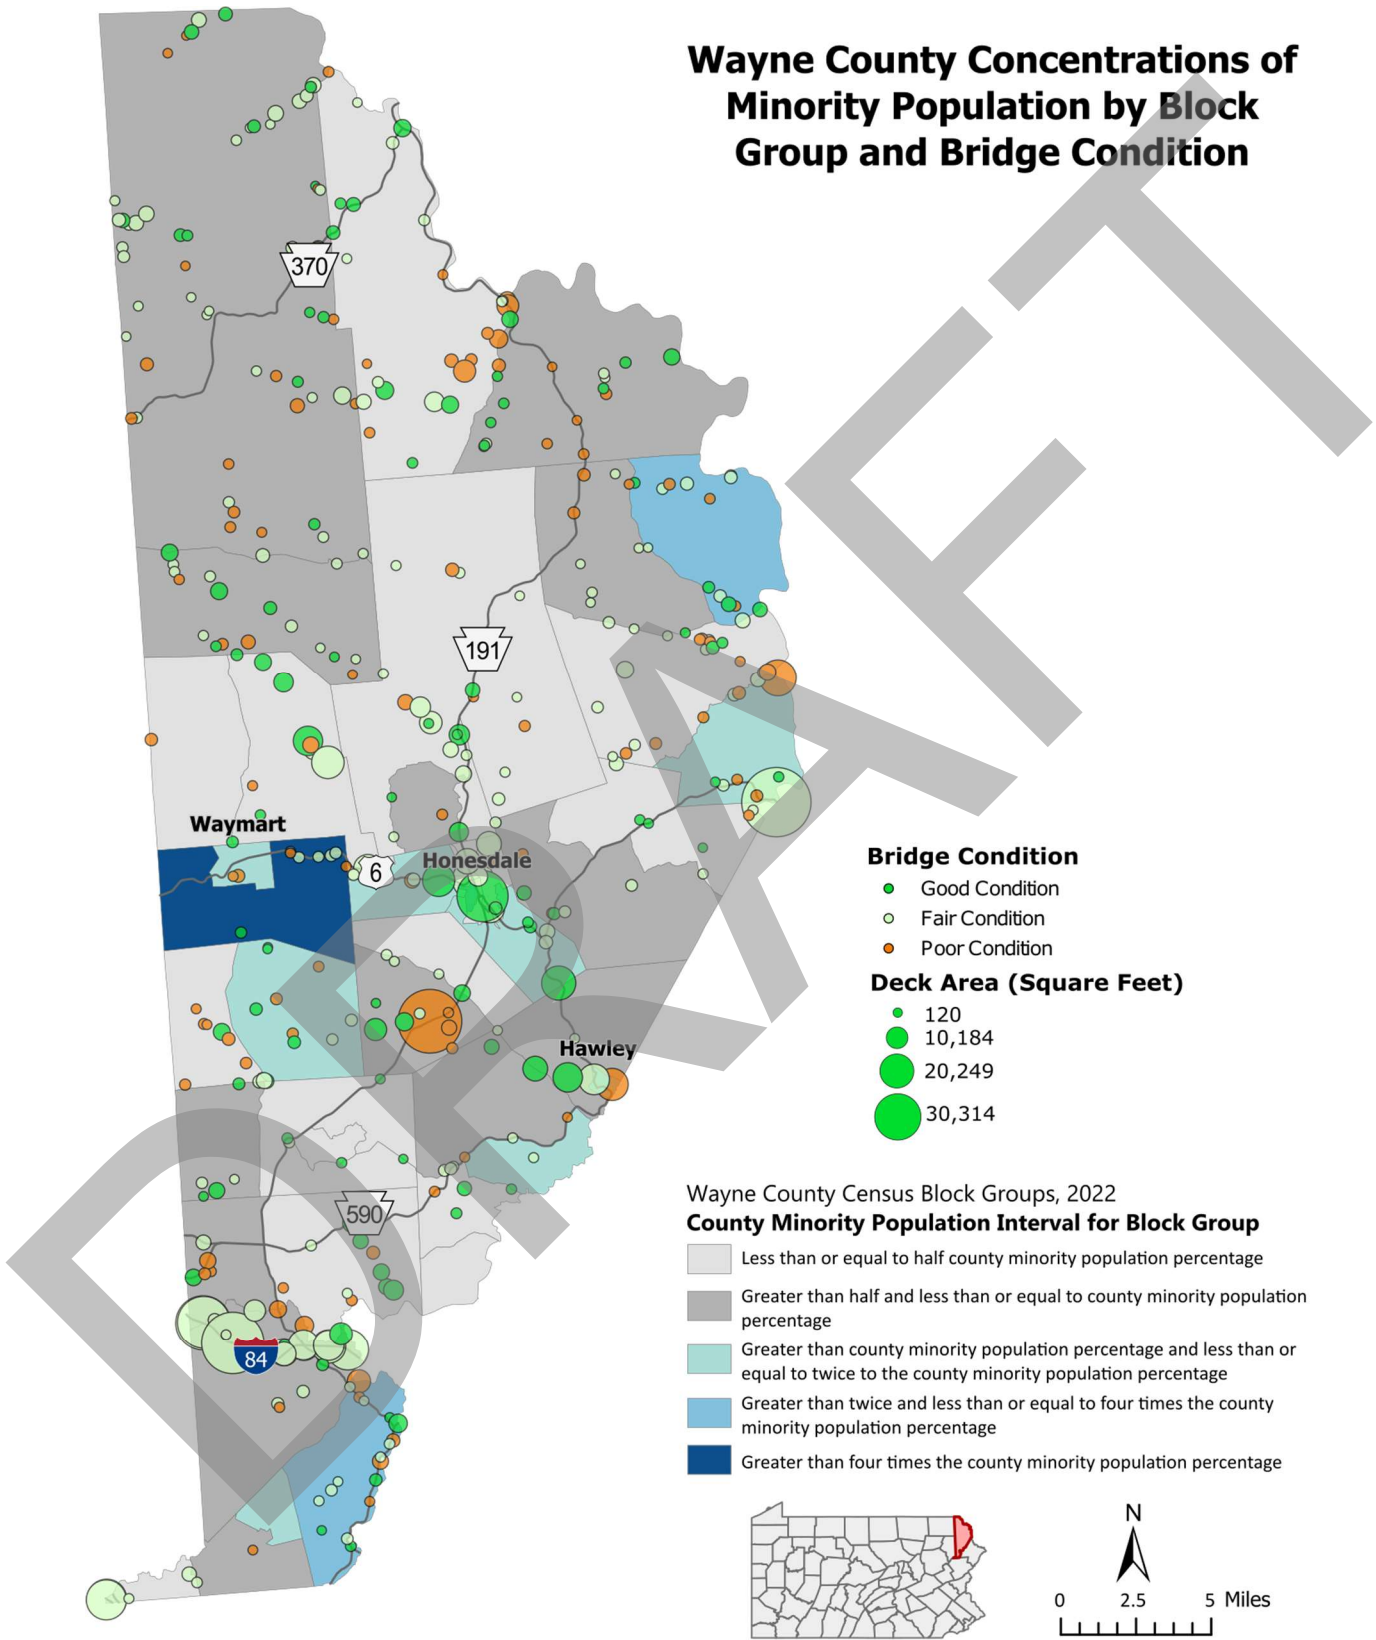 Wayne County Concentrations of
Minority Population by Block
Group and Bridge Condition
370
191
Waymart
6
Honesdale
Hawley
590
84
Bridge Condition
Good Condition
Fair Condition
Poor Condition
Deck Area (Square Feet)
120
10,184
20,249
30,314
Wayne County Census Block Groups, 2022
County Minority Population Interval for Block Group
Less than or equal to half county minority population percentage
Greater than half and less than or equal to county minority population
percentage
Greater than county minority population percentage and less than or
equal to twice to the county minority population percentage
Greater than twice and less than or equal to four times the county
minority population percentage
Greater than four times the county minority population percentage
N
0 2.5 5 Miles
DRAFT